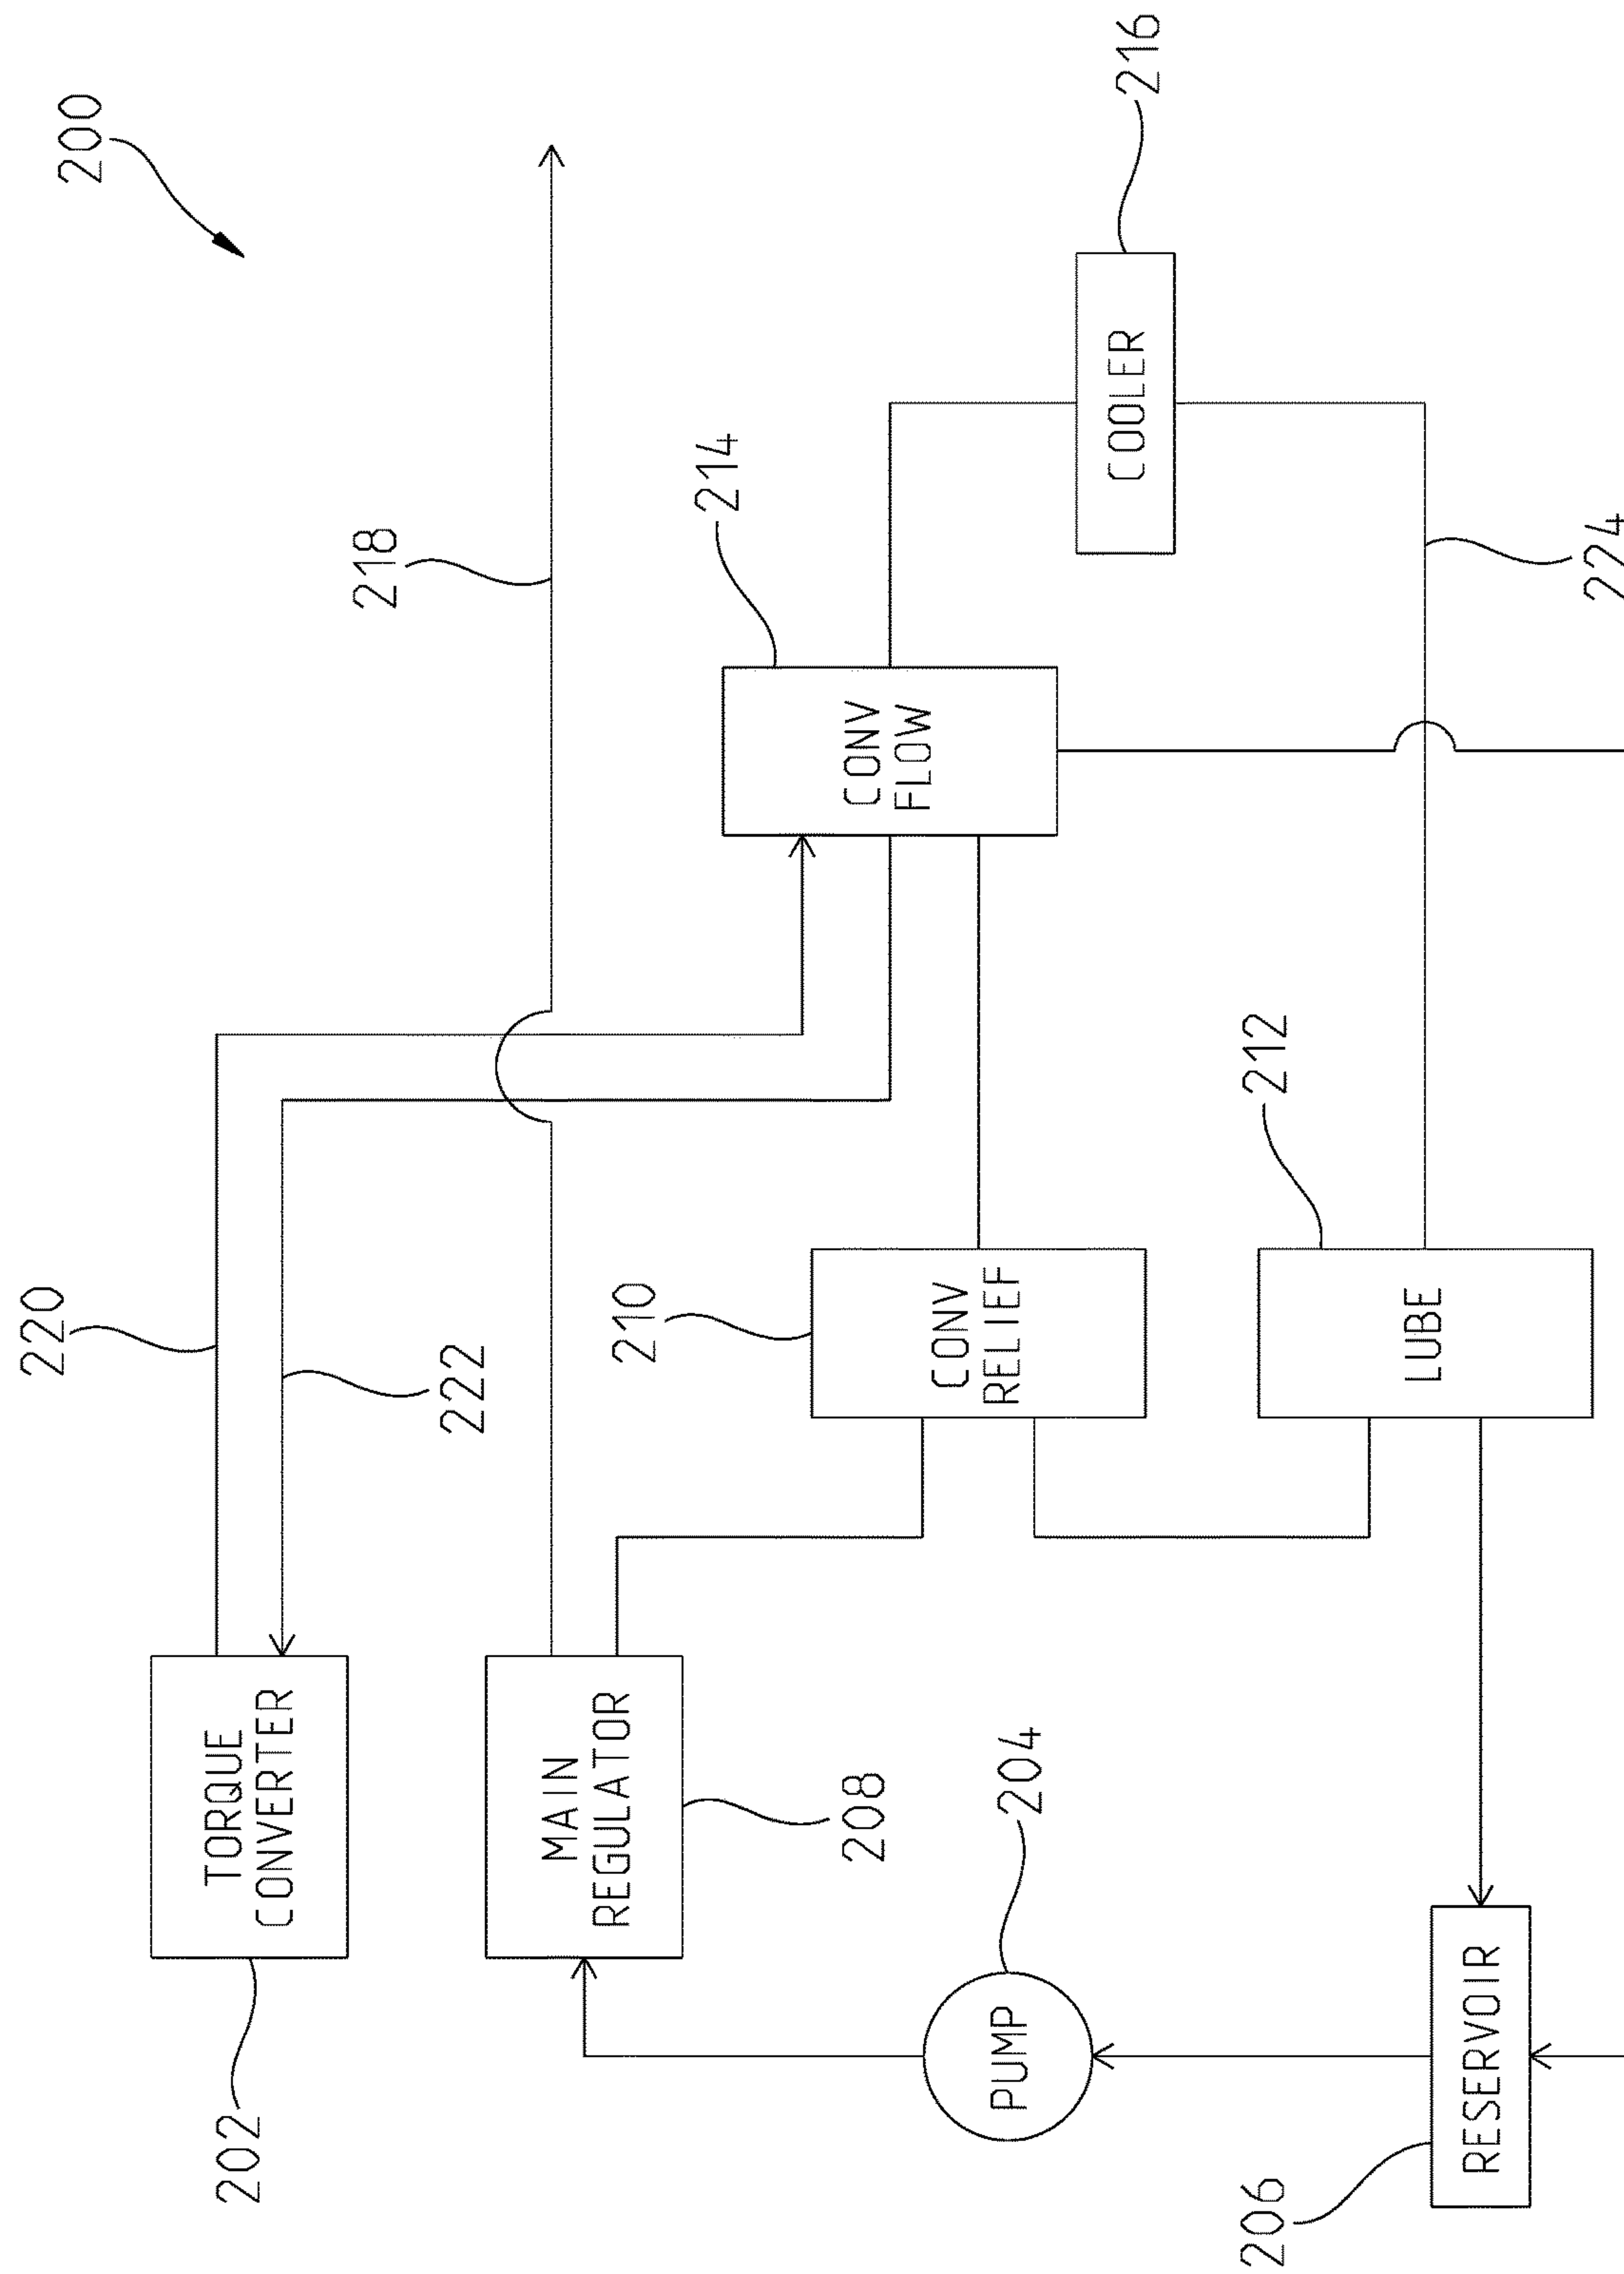 220
200
TORQUE
CONVERTER
202
218
222
MAIN
REGULATOR
210
214
208
CONV
FLOW
CONV
RELIEF
PUMP
204
COOLER
216
206
212
LUBE
RESERVOIR
224